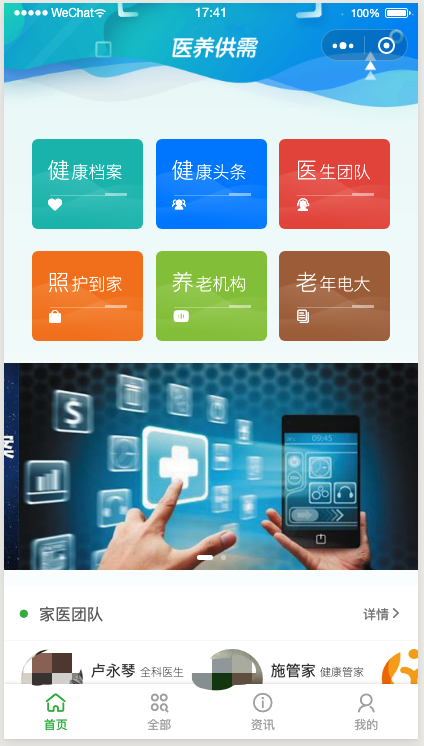 ●●●●● WeChat 17:41 100%
医养供需
健康档案 健康头条 医生团队
照护到家 养老机构 老年电大
案
$ 09:45
家医团队 详情
卢永琴 全科医生 施管家 健康管家
首页 全部 资讯 我的